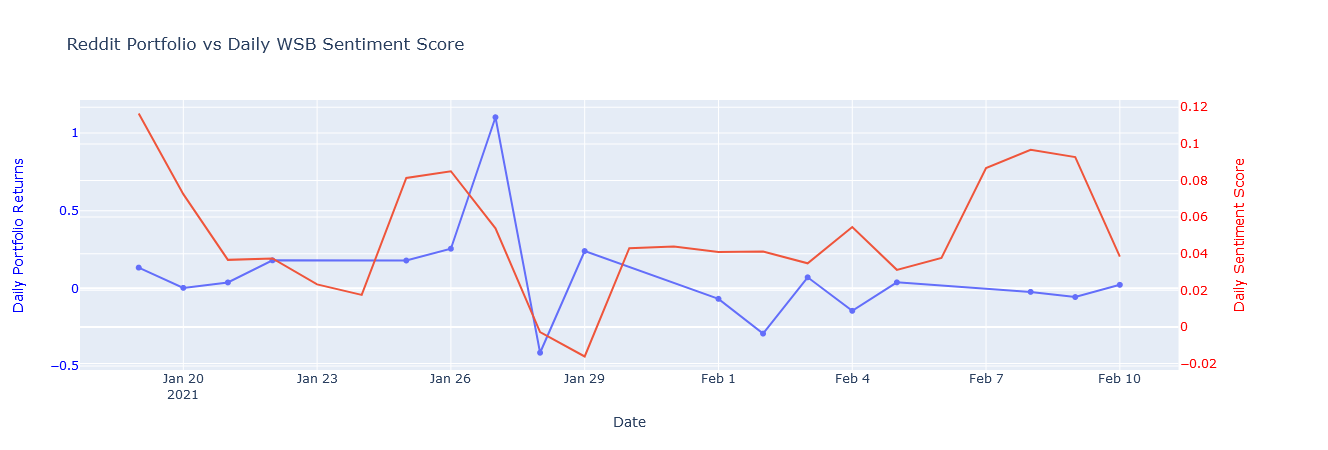 Reddit Portfolio vs Daily WSB Sentiment Score
Daily Portfolio Returns
1
0.5
0
−0.5
0.12
0.1
0.08
0.06
0.04
0.02
0
−0.02
Daily Sentiment Score
Jan 20
2021
Jan 23
Jan 26
Jan 29
Feb 1
Feb 4
Feb 7
Feb 10
Date